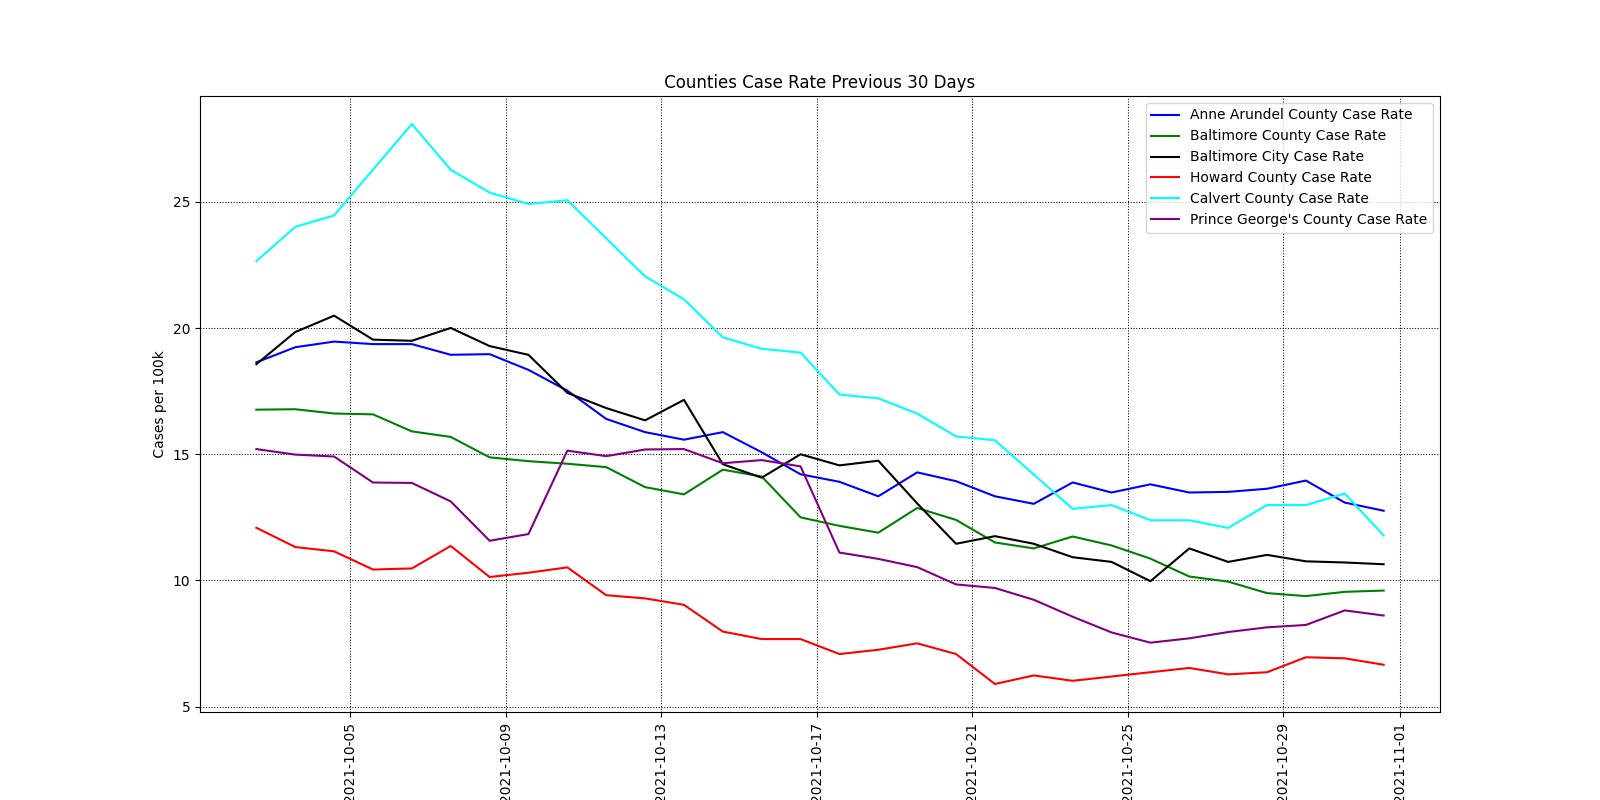 Counties Case Rate Previous 30 Days
Anne Arundel County Case Rate
Baltimore County Case Rate
Baltimore City Case Rate
Howard County Case Rate
Calvert County Case Rate
Prince George's County Case Rate
Cases per 100k
25
20
15
10
5
2021-10-05
2021-10-09
2021-10-13
2021-10-17
2021-10-21
2021-10-25
2021-10-29
2021-11-01